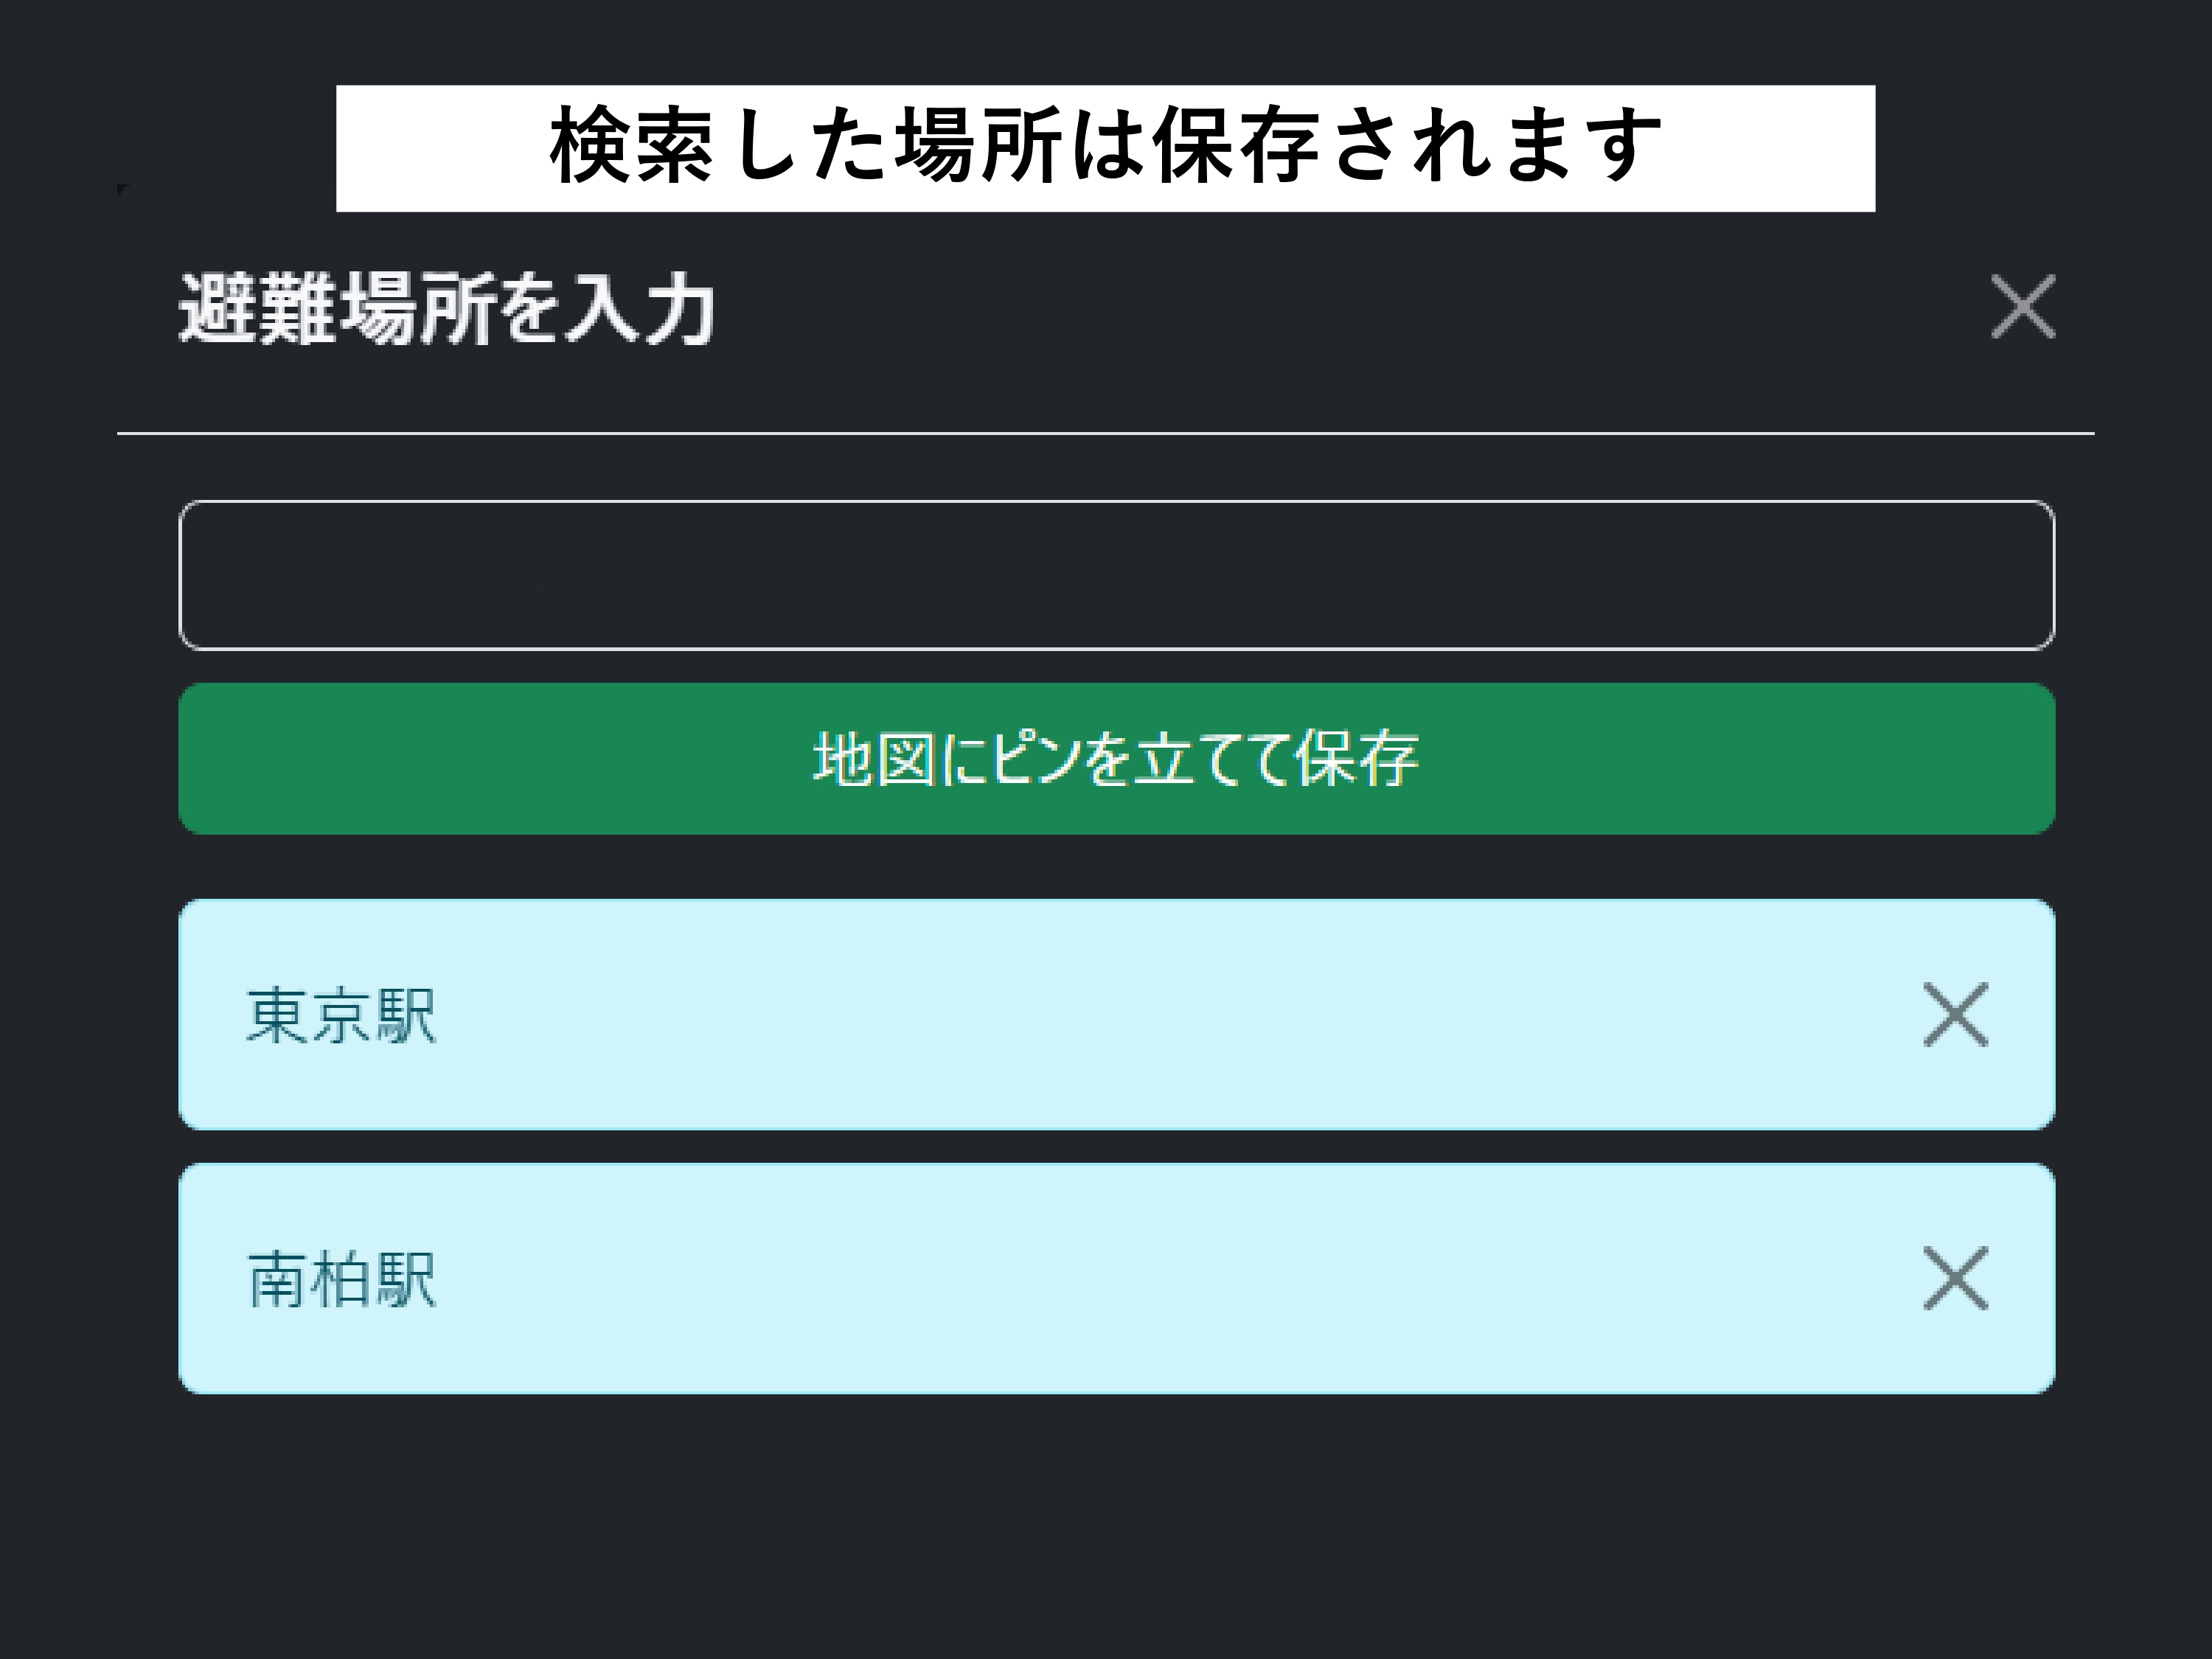 検索した場所は保存されます
避難場所を入力
地図にピンを立てて保存
東京駅
南柏駅